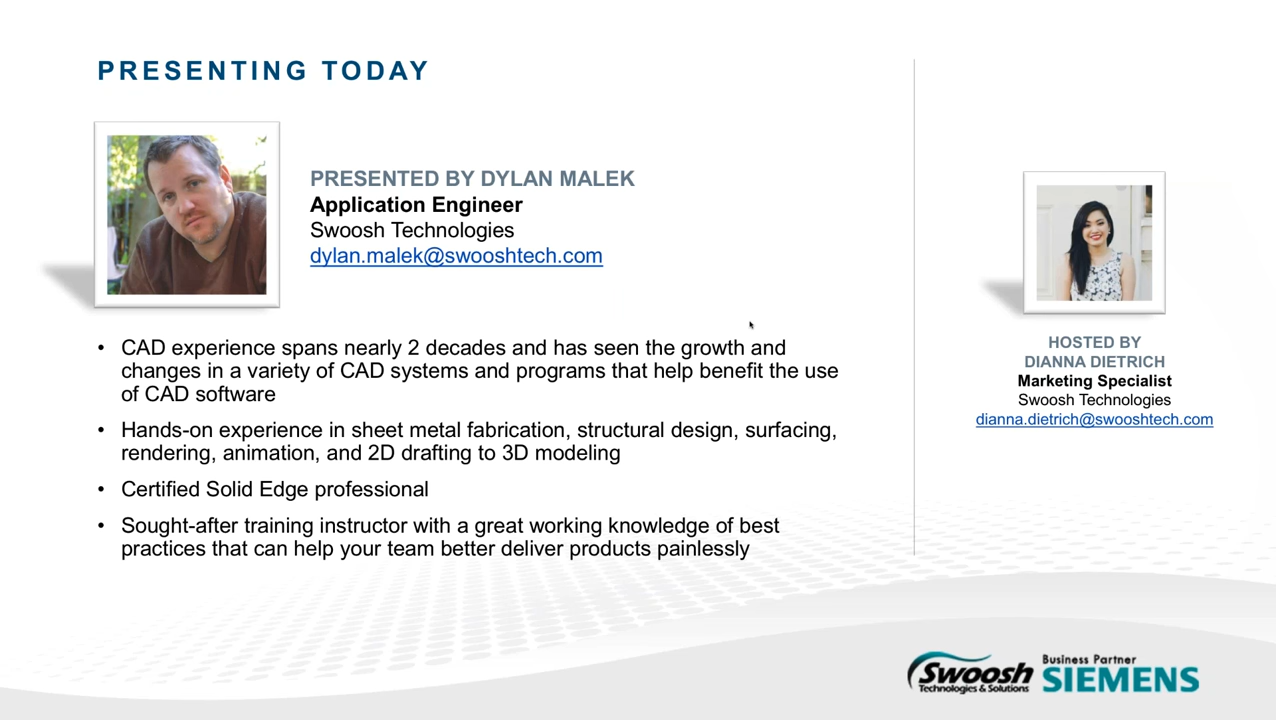 PRESENTING TODAY
PRESENTED BY DYLAN MALEK
Application Engineer
Swoosh Technologies
dylan.malek@swooshtech.com
• CAD experience spans nearly 2 decades and has seen the growth and
changes in a variety of CAD systems and programs that help benefit the use
of CAD software
• Hands-on experience in sheet metal fabrication, structural design, surfacing,
rendering, animation, and 2D drafting to 3D modeling
• Certified Solid Edge professional
• Sought-after training instructor with a great working knowledge of best
practices that can help your team better deliver products painlessly
HOSTED BY
DIANNA DIETRICH
Marketing Specialist
Swoosh Technologies
dianna.dietrich@swooshtech.com
Swoosh
Technologies & Solutions
Business Partner
SIEMENS